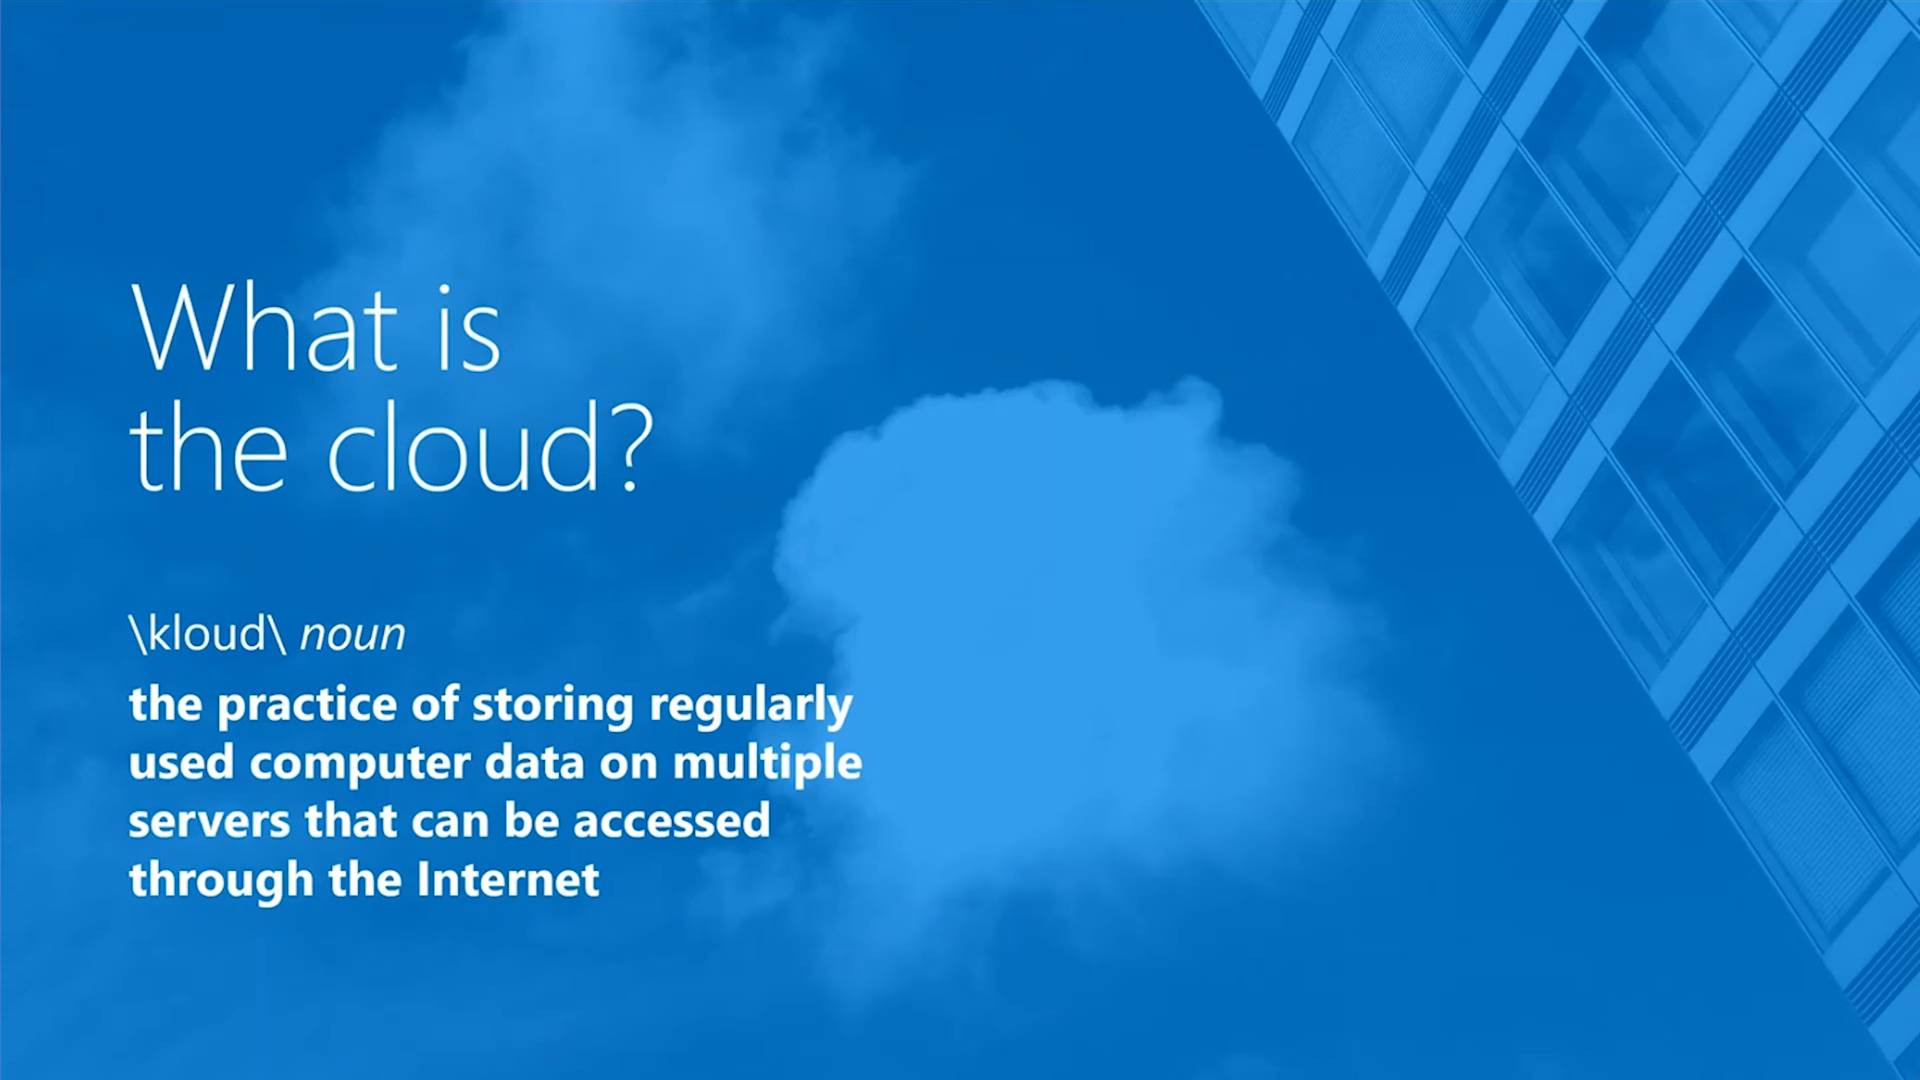 What is
the cloud?
\kloud\ noun
the practice of storing regularly
used computer data on multiple
servers that can be accessed
through the Internet